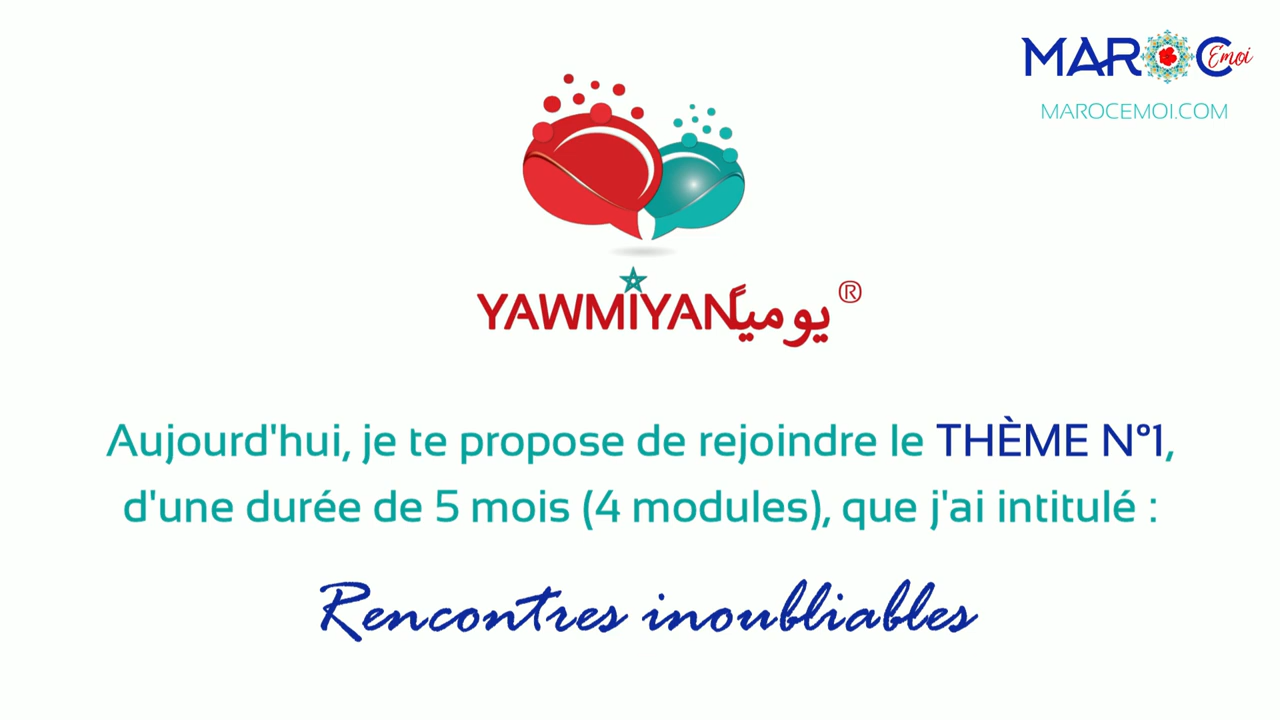 MAROC Emoi
MAROCEMOI.COM
YAWMIYAN يوميا ®
Aujourd'hui, je te propose de rejoindre le THÈME N°1,
d'une durée de 5 mois (4 modules), que j'ai intitulé :
Rencontres inoubliables